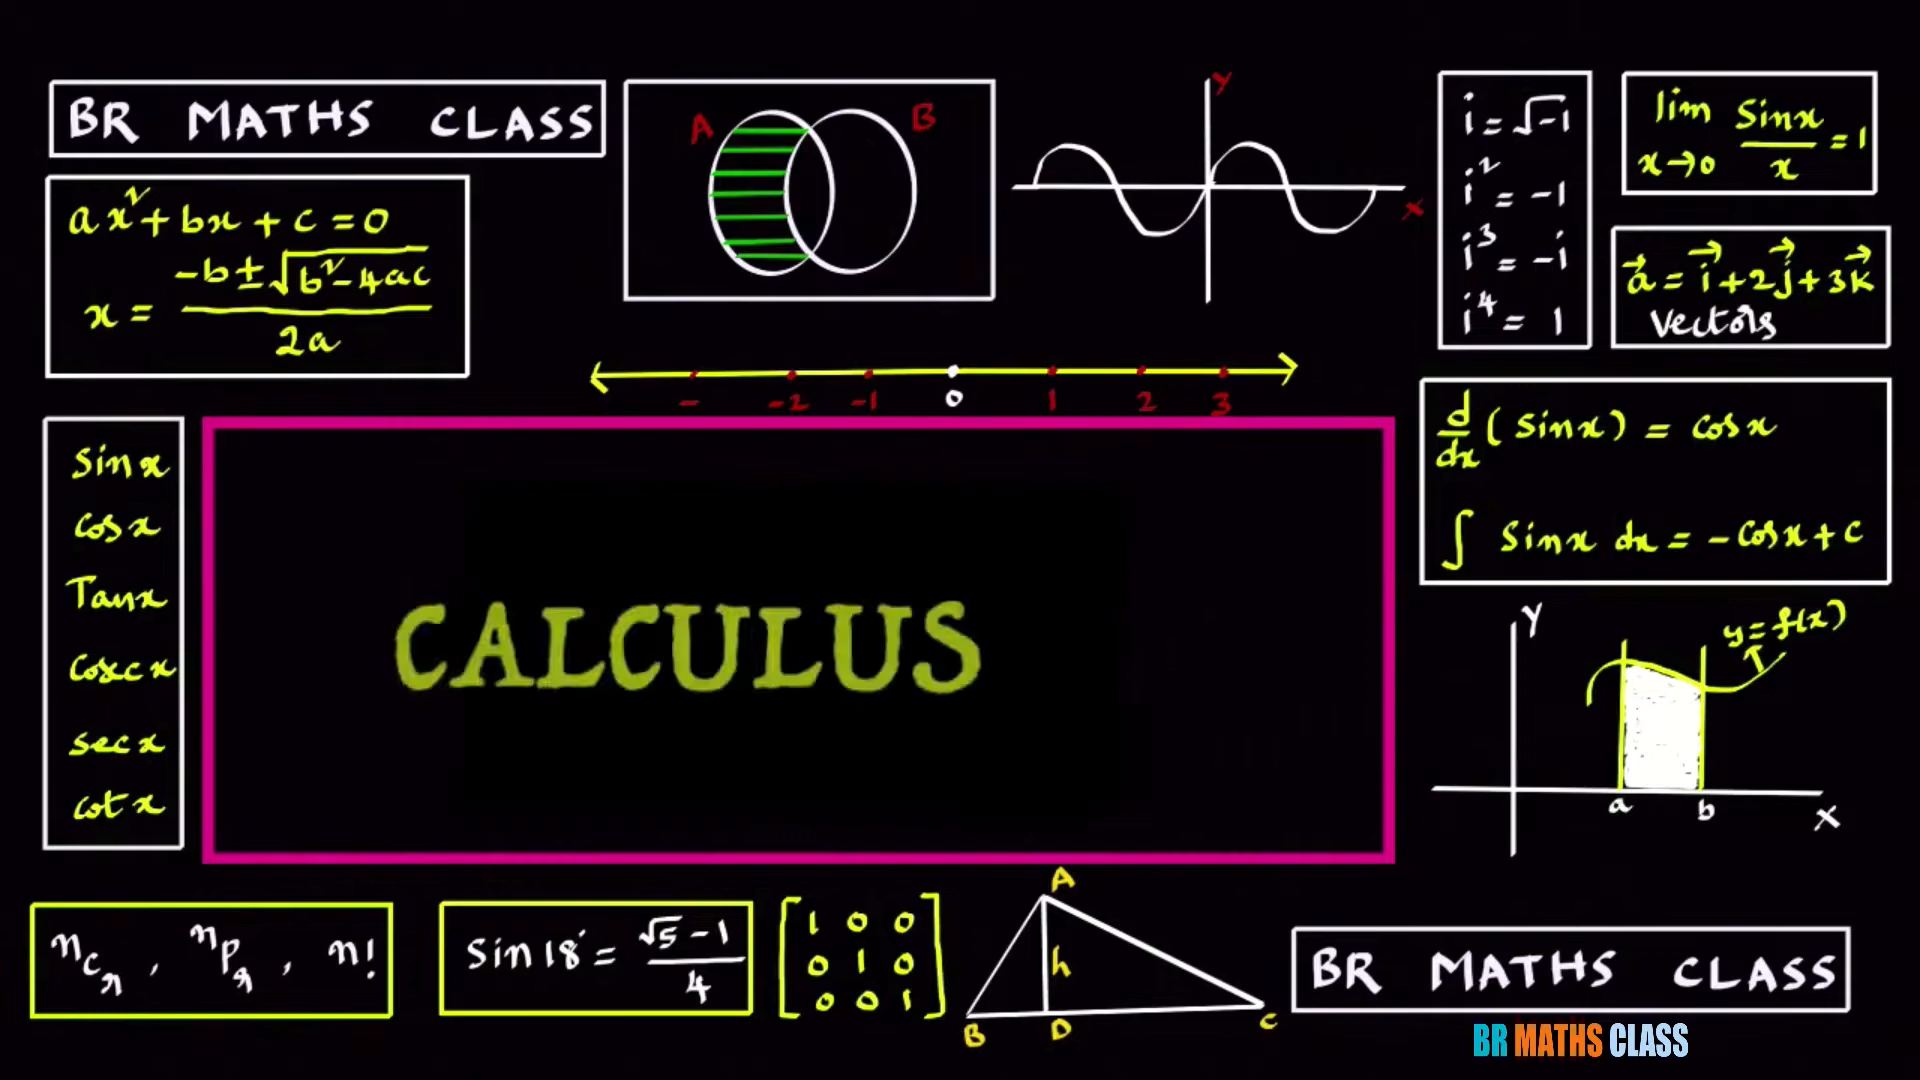 BR MATHS CLASS
ax²+bx+c=0
x = (-b±√(b²-4ac))/2a
A B
Y
X
i=√-1
i²=-1
i³=-i
i⁴=1
lim x→0 Sinx/x =1
a⃗=i⃗+2j⃗+3k⃗
Vectors
- -2 -1 0 1 2 3
Sinx
Cosx
Tanx
Cosecx
secx
cotx
CALCULUS
d/dx (Sinx) = Cosx
∫ Sinx dx = -Cosx+c
Y
y=f(x)
a b
X
ⁿCᵣ, ⁿPᵣ, n!
Sin18°= (√5-1)/4
1 0 0
0 1 0
0 0 1
A
h
B D C
BR MATHS CLASS
BR MATHS CLASS